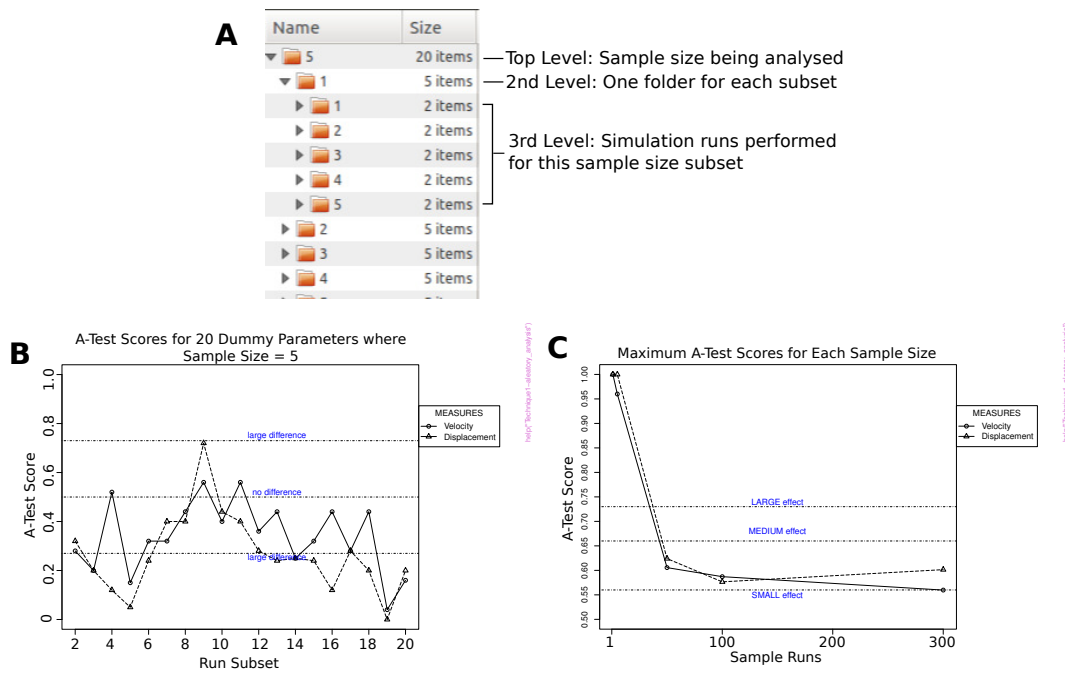 A
Name Size
5 20 items
Top Level: Sample size being analysed
1 5 items
2nd Level: One folder for each subset
1 2 items
2 2 items
3 2 items
4 2 items
5 2 items
3rd Level: Simulation runs performed
for this sample size subset
2 5 items
3 5 items
4 5 items
B
A-Test Scores for 20 Dummy Parameters where
Sample Size = 5
A-Test Score
1.0
0.8
0.6
0.4
0.2
0
large difference
no difference
large difference
2 4 6 8 10 12 14 16 18 20
Run Subset
MEASURES
Velocity
Displacement
C
Maximum A-Test Scores for Each Sample Size
A-Test Score
1.00
0.95
0.90
0.85
0.80
0.75
0.70
0.65
0.60
0.55
0.50
LARGE effect
MEDIUM effect
SMALL effect
1 100 200 300
Sample Runs
MEASURES
Velocity
Displacement